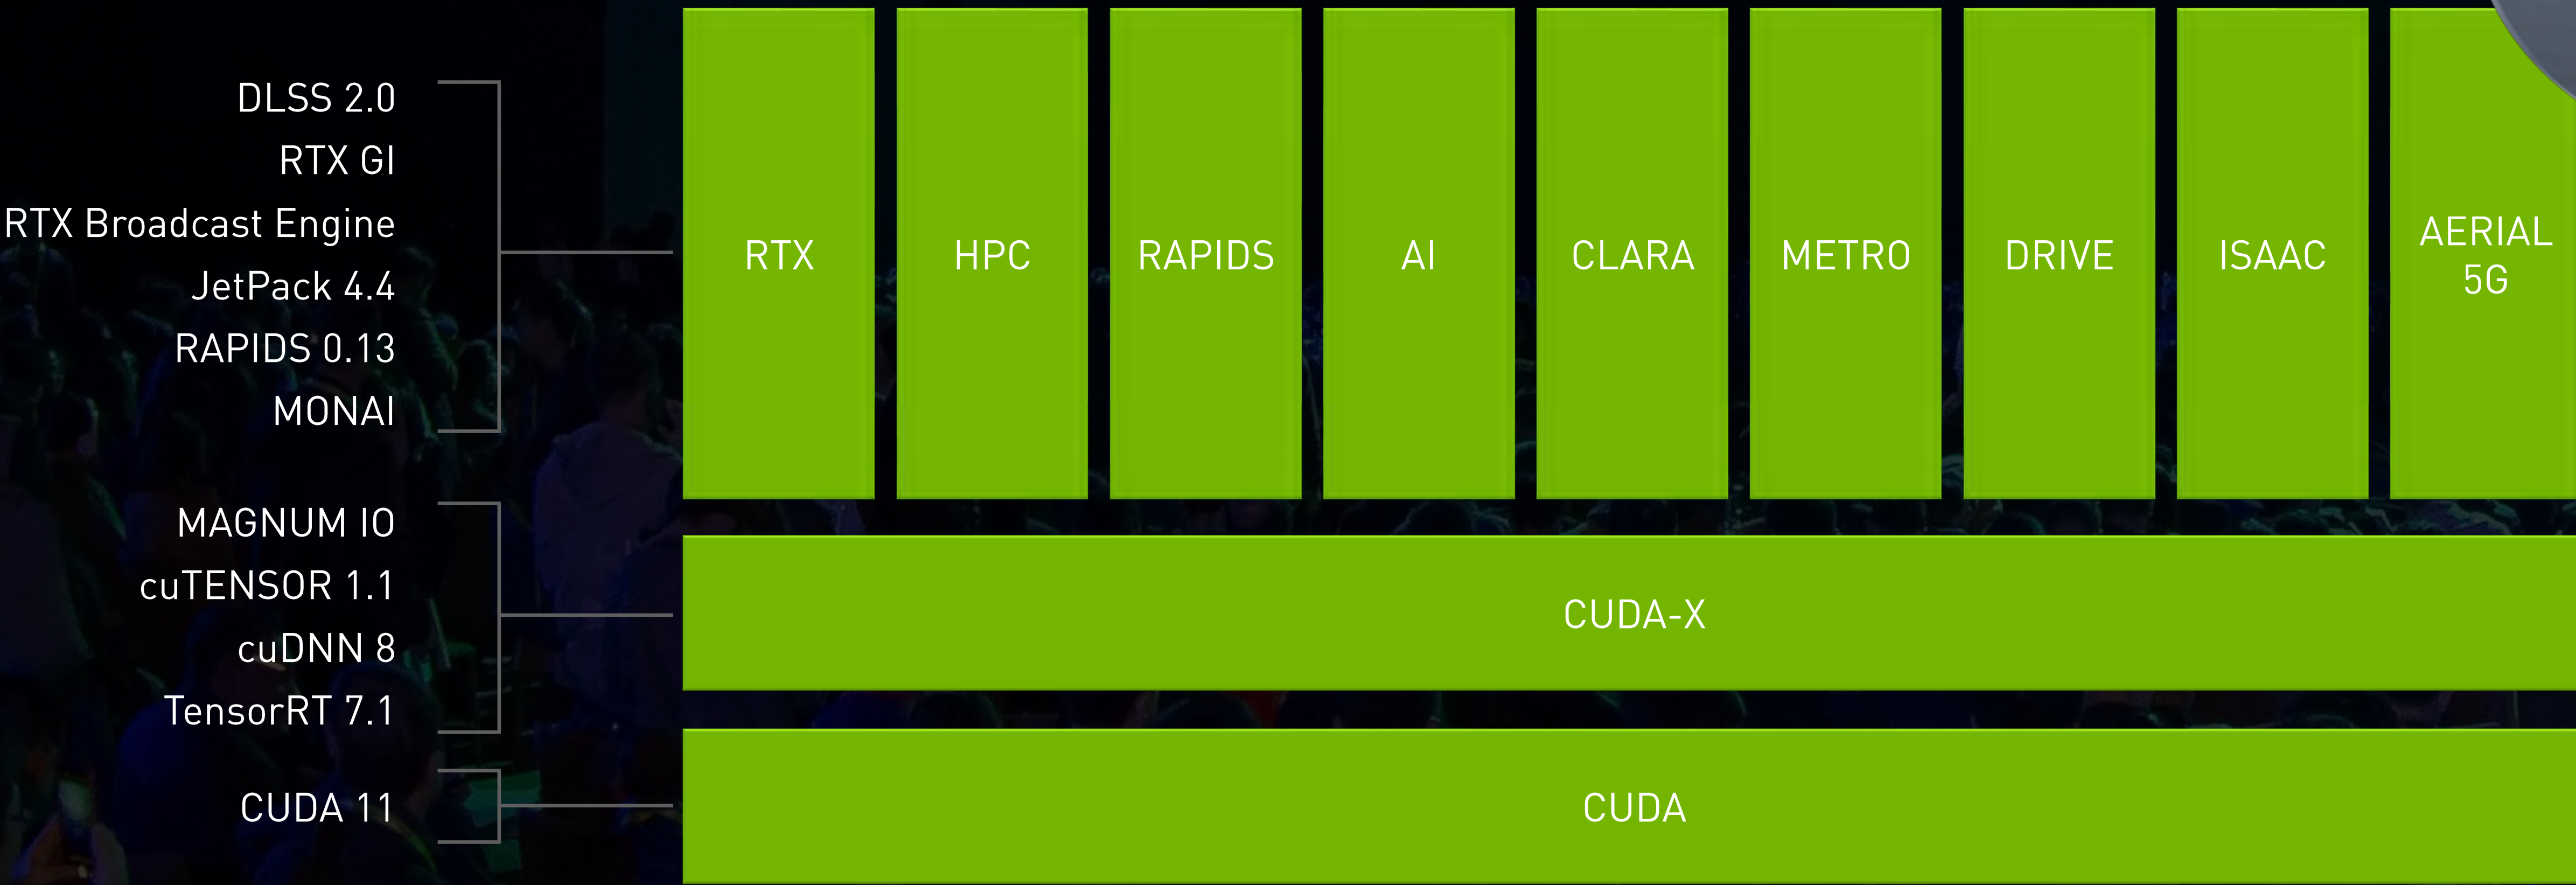 DLSS 2.0
RTX GI
RTX Broadcast Engine
JetPack 4.4
RAPIDS 0.13
MONAI
MAGNUM IO
cuTENSOR 1.1
cuDNN 8
TensorRT 7.1
CUDA 11
RTX
HPC
RAPIDS
AI
CLARA
METRO
DRIVE
ISAAC
AERIAL
5G
CUDA-X
CUDA